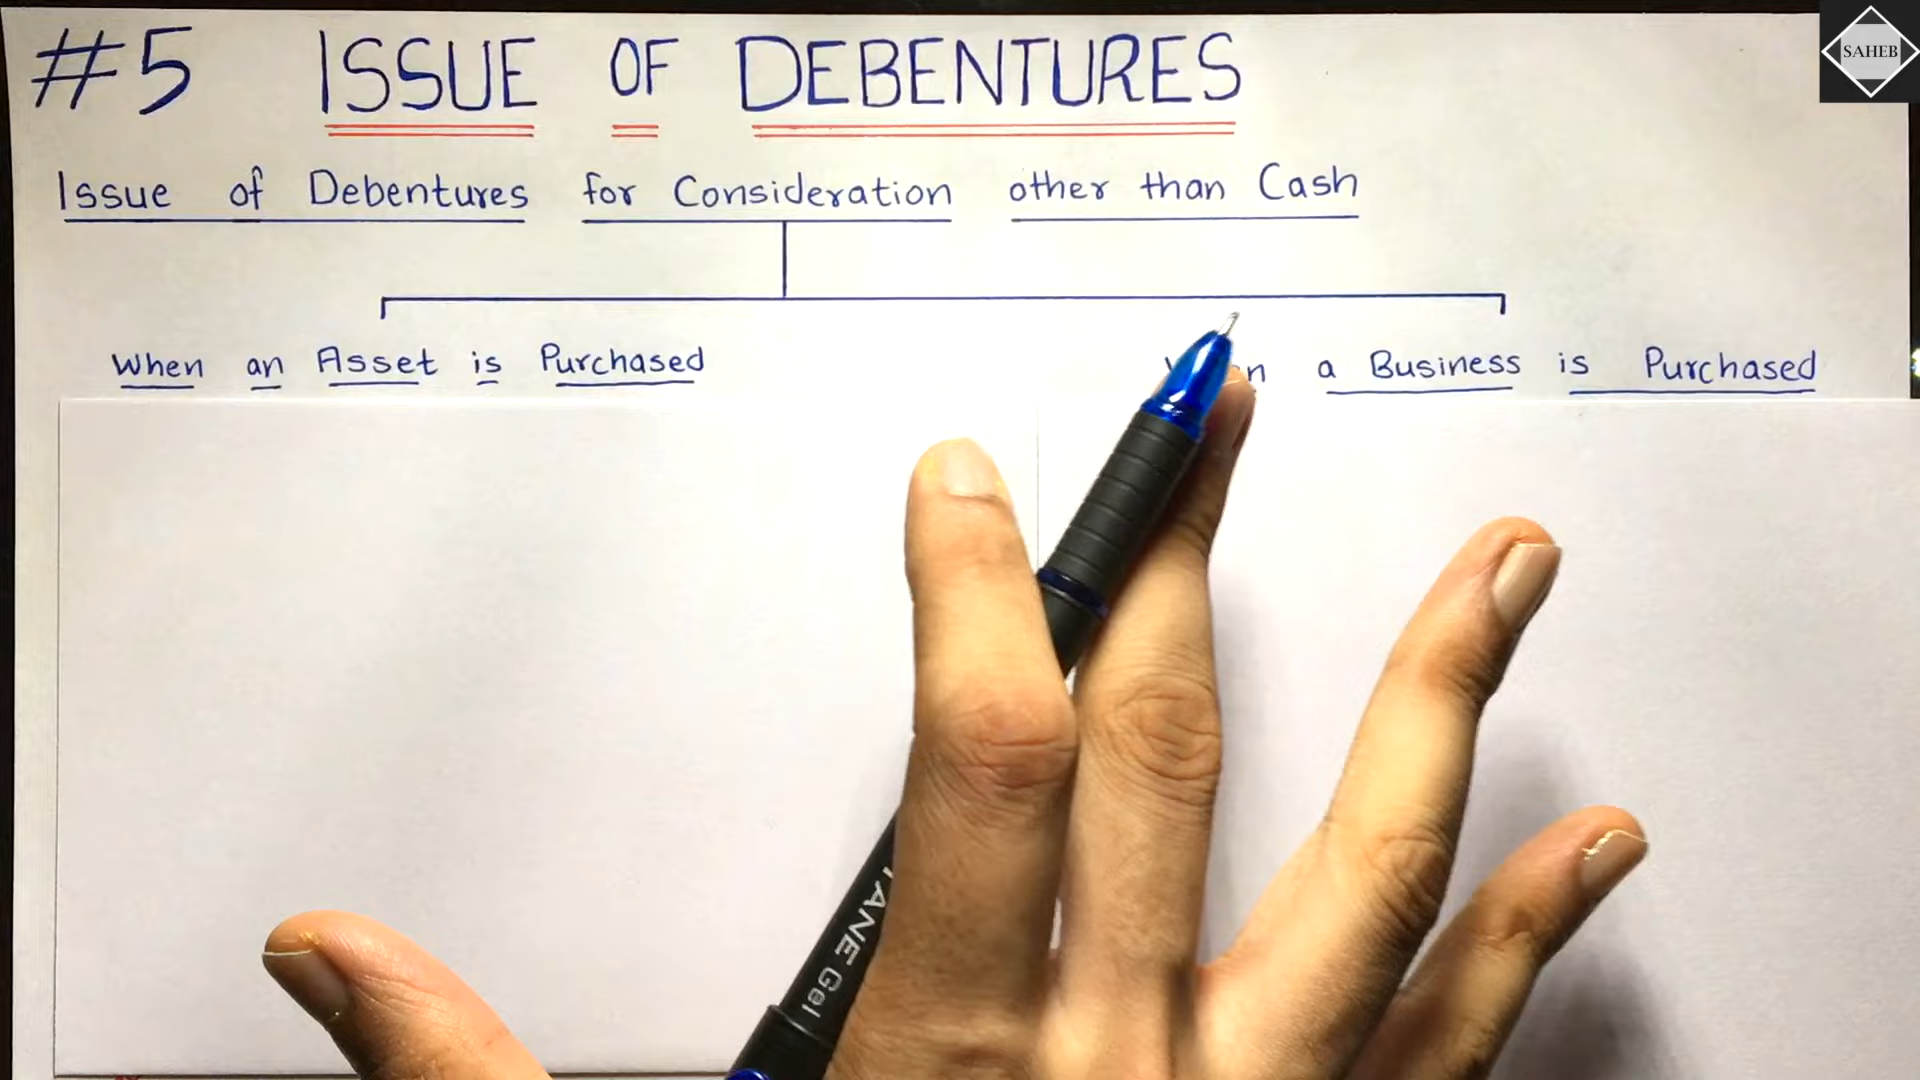 #5 ISSUE OF DEBENTURES
SAHEB
Issue of Debentures for Consideration other than Cash
When an Asset is Purchased
a Business is Purchased
TANE Gel